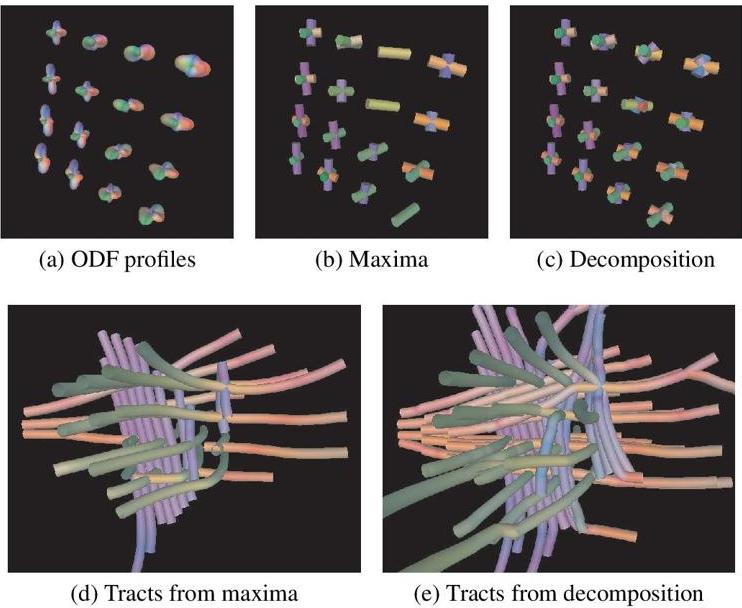 (a) ODF profiles
(b) Maxima
(c) Decomposition
(d) Tracts from maxima
(e) Tracts from decomposition